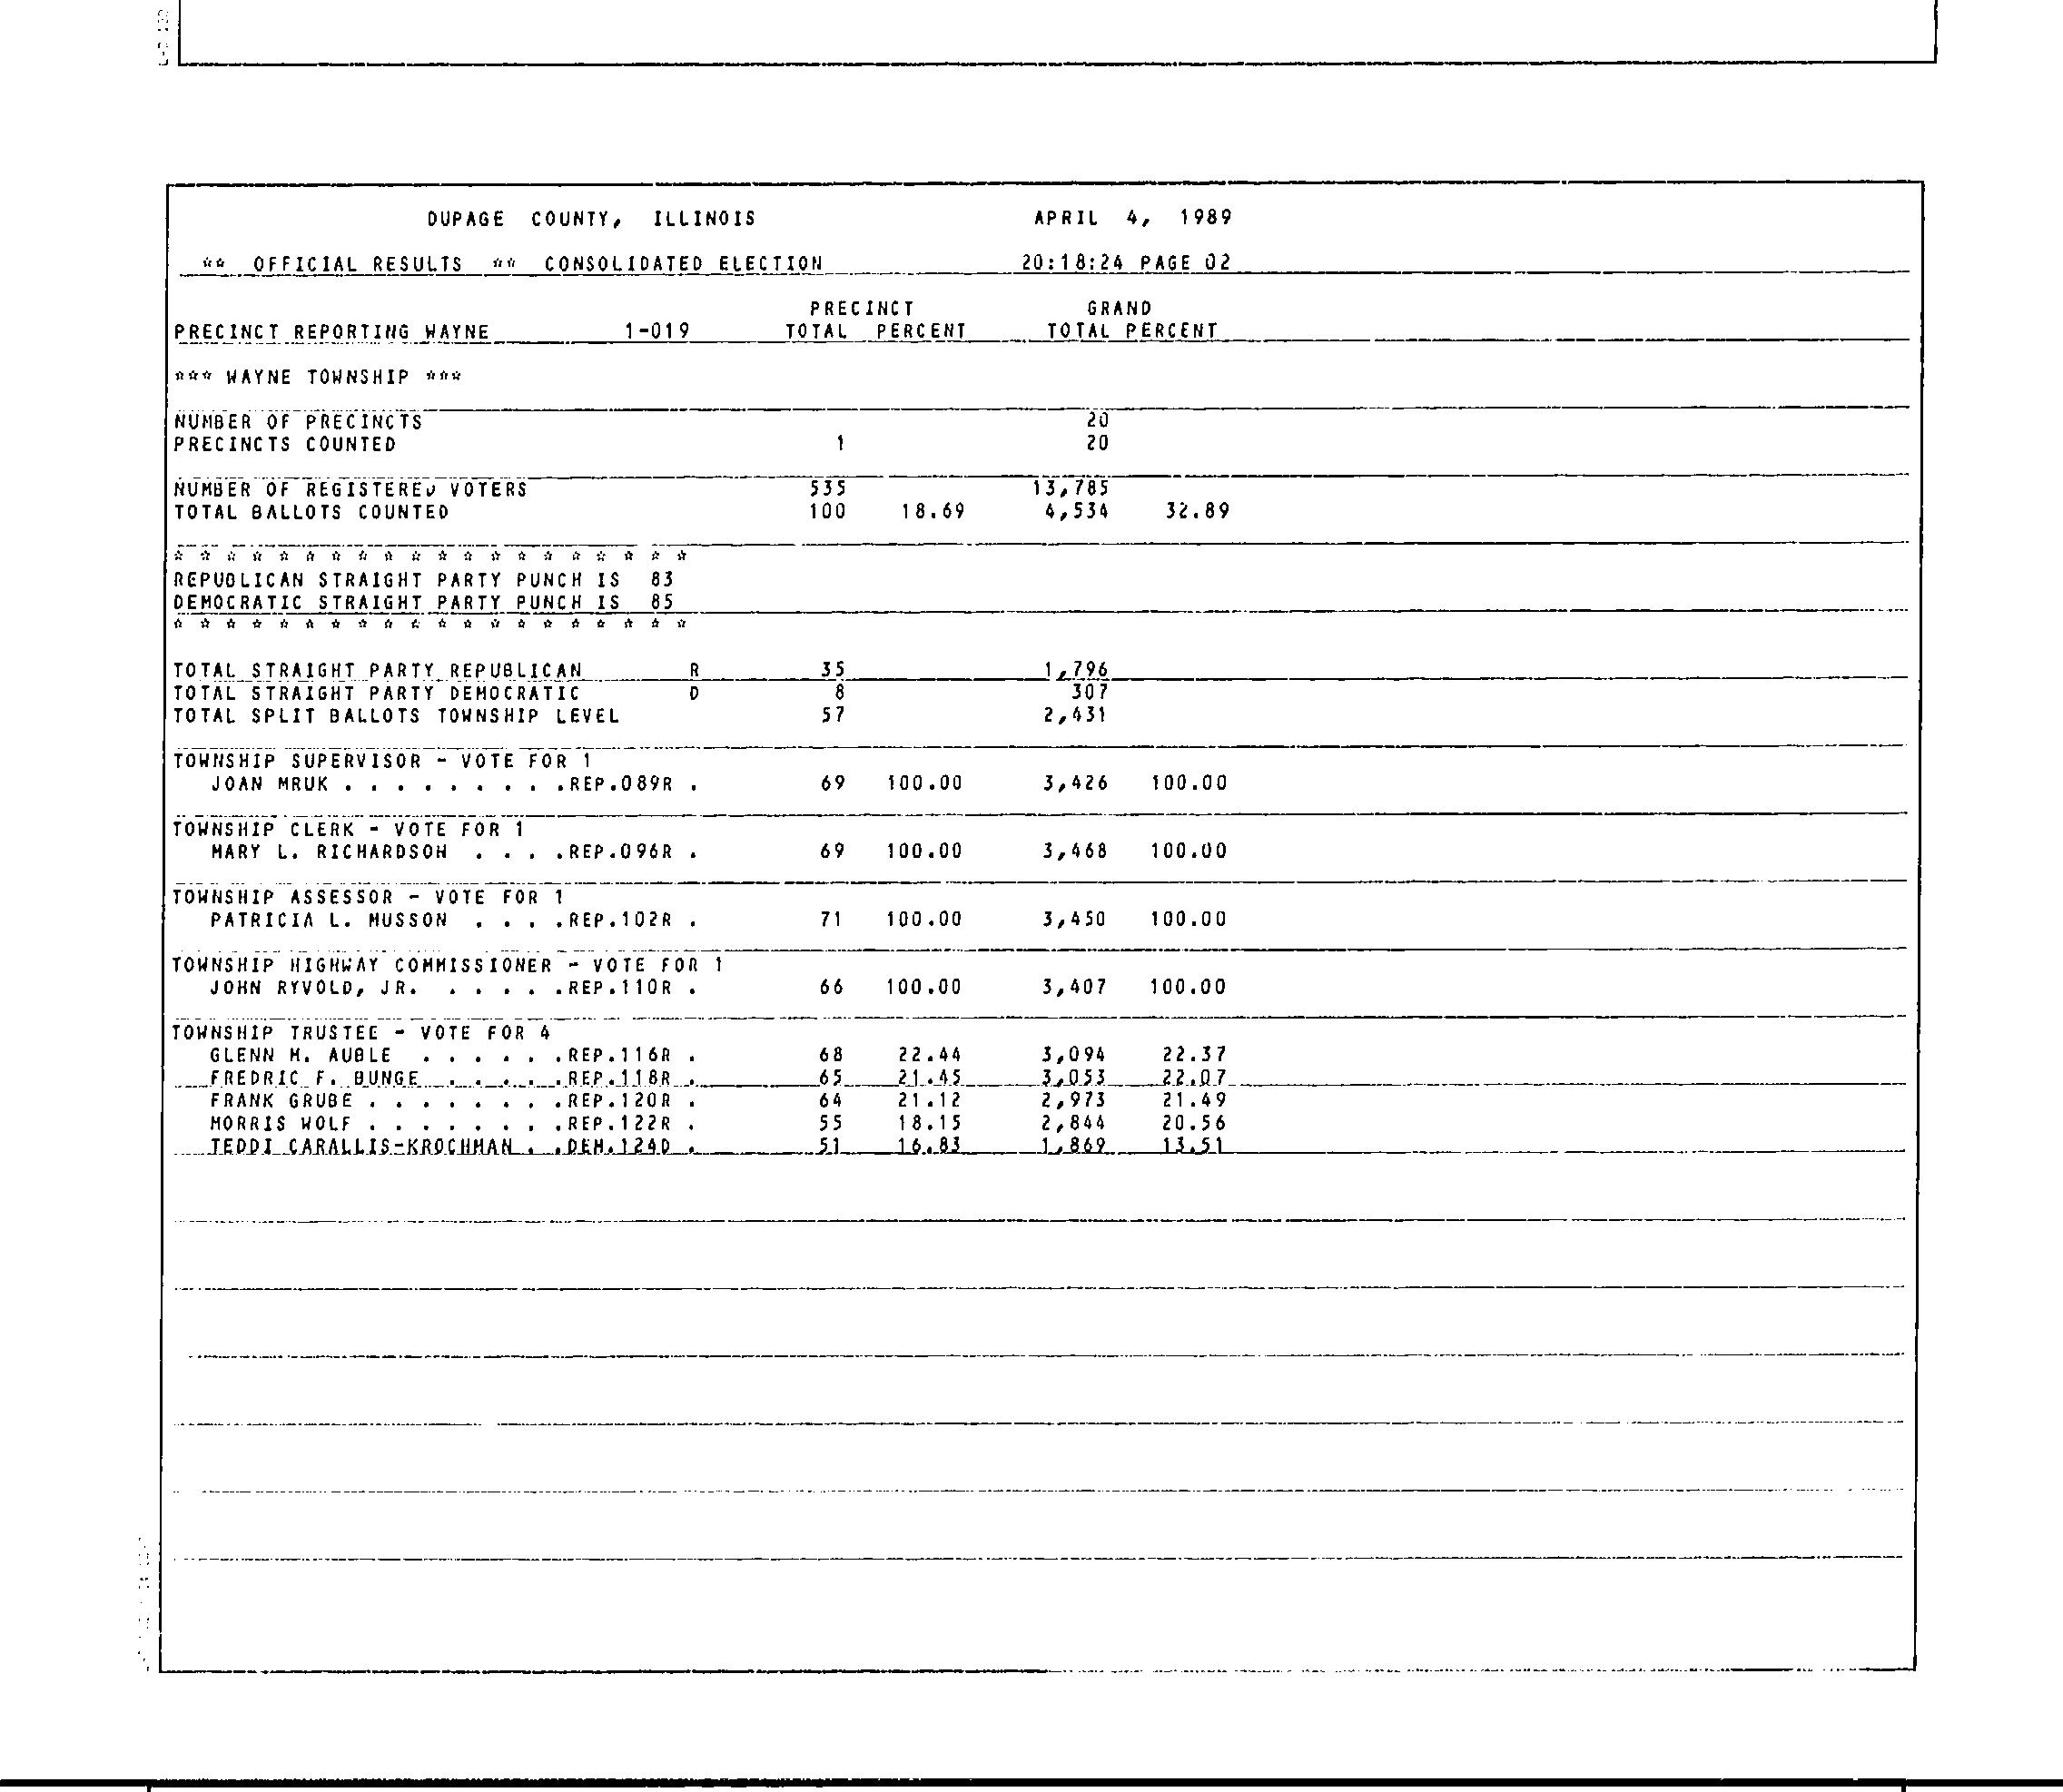 DUPAGE COUNTY, ILLINOIS APRIL 4, 1989
** OFFICIAL RESULTS ** CONSOLIDATED ELECTION 20:18:24 PAGE 02
PRECINCT GRAND
PRECINCT REPORTING WAYNE 1-019 TOTAL PERCENT TOTAL PERCENT
*** WAYNE TOWNSHIP ***
NUMBER OF PRECINCTS 20
PRECINCTS COUNTED 1 20
NUMBER OF REGISTERED VOTERS 535 13,785
TOTAL BALLOTS COUNTED 100 18.69 4,534 32.89
* * * * * * * * * * * * * * * * * * * *
REPUBLICAN STRAIGHT PARTY PUNCH IS 83
DEMOCRATIC STRAIGHT PARTY PUNCH IS 85
* * * * * * * * * * * * * * * * * * * *
TOTAL STRAIGHT PARTY REPUBLICAN R 35 1,796
TOTAL STRAIGHT PARTY DEMOCRATIC D 8 307
TOTAL SPLIT BALLOTS TOWNSHIP LEVEL 57 2,431
TOWNSHIP SUPERVISOR - VOTE FOR 1
JOAN MRUK . . . . . . . . .REP.089R . 69 100.00 3,426 100.00
TOWNSHIP CLERK - VOTE FOR 1
MARY L. RICHARDSON . . . .REP.096R . 69 100.00 3,468 100.00
TOWNSHIP ASSESSOR - VOTE FOR 1
PATRICIA L. MUSSON . . . .REP.102R . 71 100.00 3,450 100.00
TOWNSHIP HIGHWAY COMMISSIONER - VOTE FOR 1
JOHN RYVOLD, JR. . . . . .REP.110R . 66 100.00 3,407 100.00
TOWNSHIP TRUSTEE - VOTE FOR 4
GLENN M. AUBLE . . . . . .REP.116R . 68 22.44 3,094 22.37
FREDRIC F. BUNGE . . . . .REP.118R . 65 21.45 3,053 22.07
FRANK GRUBE . . . . . . . .REP.120R . 64 21.12 2,973 21.49
MORRIS WOLF . . . . . . . .REP.122R . 55 18.15 2,844 20.56
TEDDI CARALLIS-KROCHMAN . .DEM.124D . 51 16.83 1,869 13.51